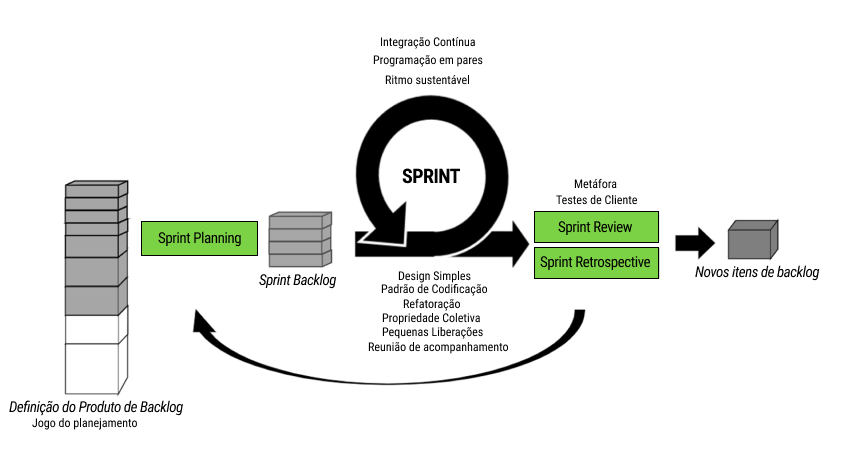 Integração Contínua
Programação em pares
Ritmo sustentável
SPRINT
Metáfora
Testes de Cliente
Sprint Planning
Sprint Review
Sprint Retrospective
Sprint Backlog
Novos itens de backlog
Design Simples
Padrão de Codificação
Refatoração
Propriedade Coletiva
Pequenas Liberações
Reunião de acompanhamento
Definição do Produto de Backlog
Jogo do planejamento